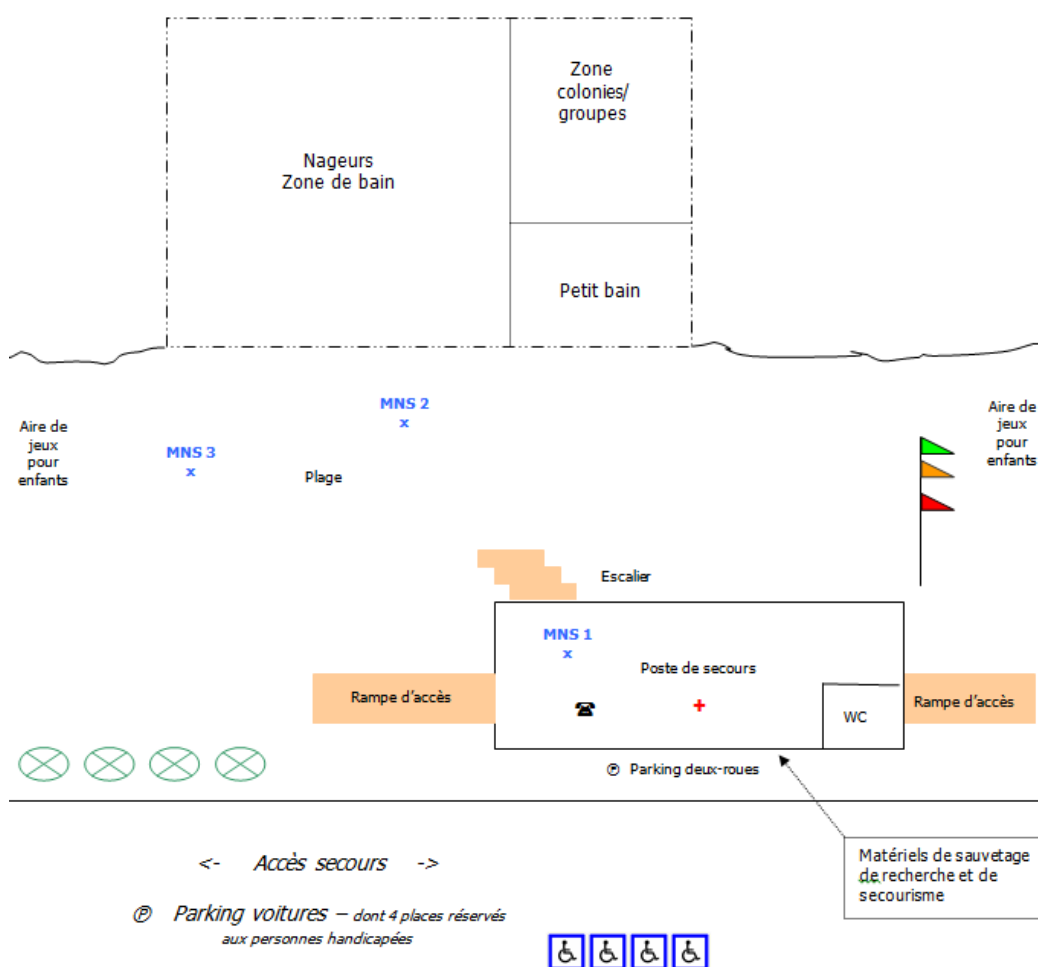 Zone
colonies/
groupes
Nageurs
Zone de bain
Petit bain
MNS 2
x
Aire de
jeux
pour
enfants
MNS 3
x
Plage
Aire de
jeux
pour
enfants
Escalier
MNS 1
x
Poste de secours
Rampe d'accès
WC
Rampe d'accès
Ⓟ Parking deux-roues
<- Accès secours ->
Matériels de sauvetage
de recherche et de
secourisme
Ⓟ Parking voitures – dont 4 places réservés
aux personnes handicapées